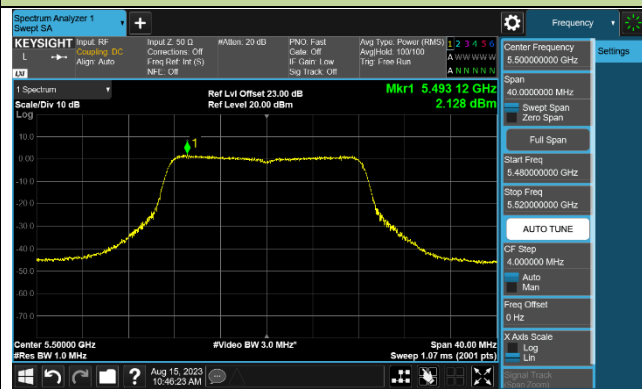 Spectrum Analyzer 1
Swept SA
+
Frequency
KEYSIGHT
L
LXI
Input: RF
Coupling: DC
Align: Auto
Input Z: 50 Ω
Corrections: Off
Freq Ref: Int (S)
NFE: Off
#Atten: 20 dB
PNO: Fast
Gate: Off
IF Gain: Low
Sig Track: Off
Avg Type: Power (RMS)
Avg|Hold: 100/100
Trig: Free Run
1 2 3 4 5 6
A W W W W W
A N N N N N
1 Spectrum
Scale/Div 10 dB
Log
Ref Lvl Offset 23.00 dB
Ref Level 20.00 dBm
Mkr1 5.493 12 GHz
2.128 dBm
10.0
0.00
-10.0
-20.0
-30.0
-40.0
-50.0
-60.0
-70.0
1
Center 5.50000 GHz
#Res BW 1.0 MHz
#Video BW 3.0 MHz*
Span 40.00 MHz
Sweep 1.07 ms (2001 pts)
Center Frequency
5.500000000 GHz
Settings
Span
40.0000000 MHz
Swept Span
Zero Span
Full Span
Start Freq
5.480000000 GHz
Stop Freq
5.520000000 GHz
AUTO TUNE
CF Step
4.000000 MHz
Auto
Man
Freq Offset
0 Hz
X Axis Scale
Log
Lin
Signal Track
(Span Zoom)
?
Aug 15, 2023
10:46:23 AM